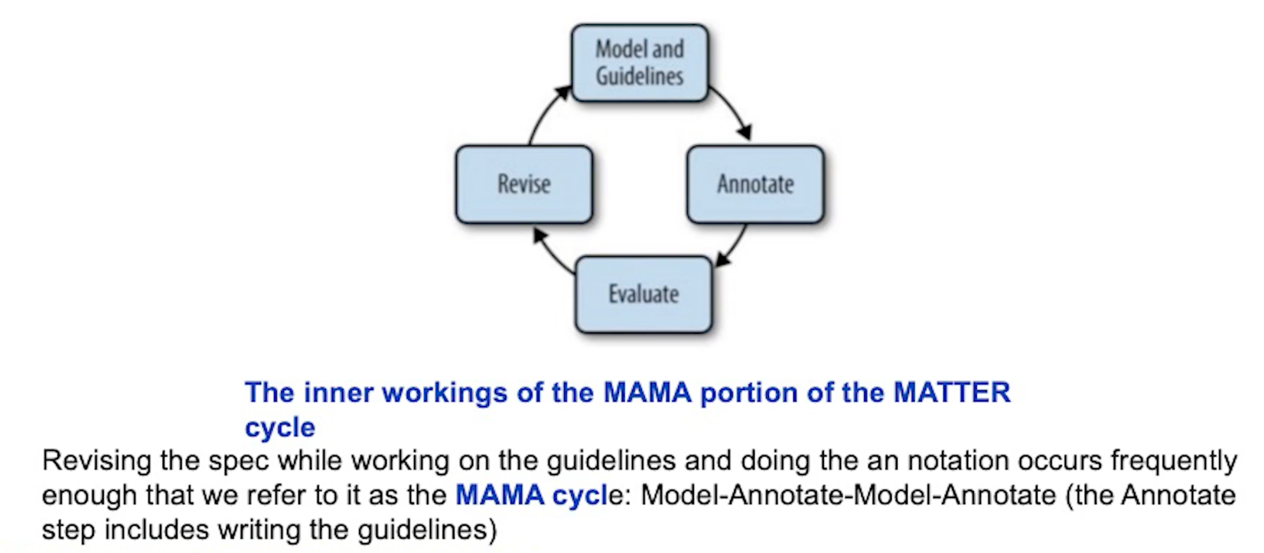 Model and
Guidelines
Revise
Annotate
Evaluate
The inner workings of the MAMA portion of the MATTER
cycle
Revising the spec while working on the guidelines and doing the an notation occurs frequently
enough that we refer to it as the MAMA cycle: Model-Annotate-Model-Annotate (the Annotate
step includes writing the guidelines)